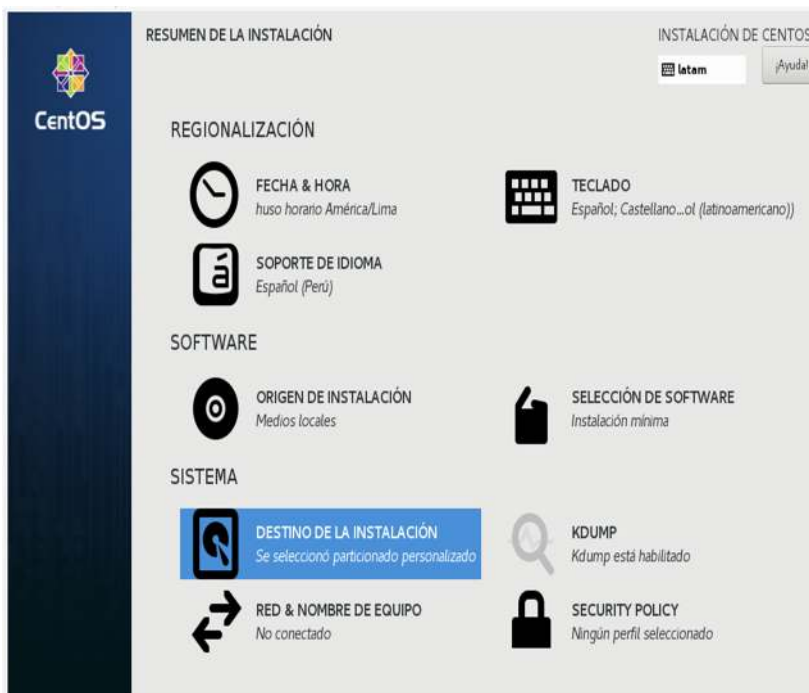 RESUMEN DE LA INSTALACIÓN
INSTALACIÓN DE CENTOS
latam
¡Ayuda!
CentOS
REGIONALIZACIÓN
FECHA & HORA
huso horario América/Lima
TECLADO
Español; Castellano...ol (latinoamericano))
á
SOPORTE DE IDIOMA
Español (Perú)
SOFTWARE
ORIGEN DE INSTALACIÓN
Medios locales
SELECCIÓN DE SOFTWARE
Instalación mínima
SISTEMA
DESTINO DE LA INSTALACIÓN
Se seleccionó particionado personalizado
KDUMP
Kdump está habilitado
RED & NOMBRE DE EQUIPO
No conectado
SECURITY POLICY
Ningún perfil seleccionado